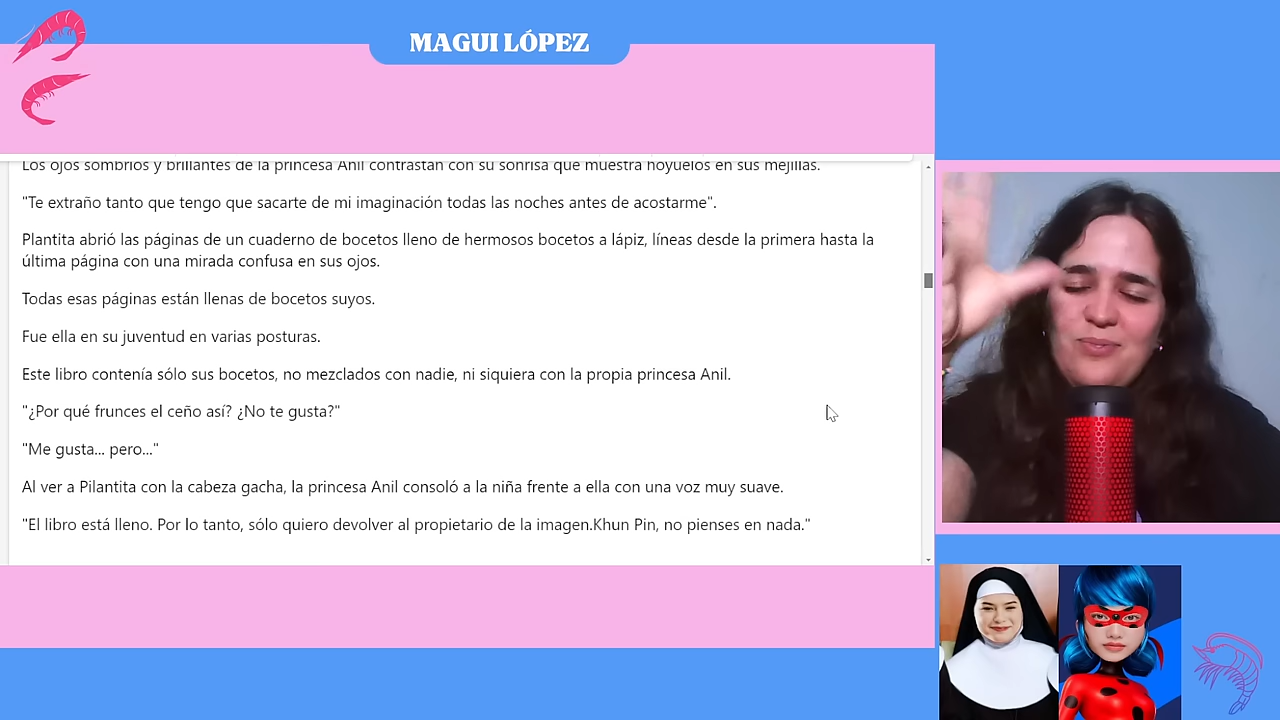 MAGUI LÓPEZ
Los ojos sombríos y brillantes de la princesa Anil contrastan con su sonrisa que muestra hoyuelos en sus mejillas.
"Te extraño tanto que tengo que sacarte de mi imaginación todas las noches antes de acostarme".
Plantita abrió las páginas de un cuaderno de bocetos lleno de hermosos bocetos a lápiz, líneas desde la primera hasta la
última página con una mirada confusa en sus ojos.
Todas esas páginas están llenas de bocetos suyos.
Fue ella en su juventud en varias posturas.
Este libro contenía sólo sus bocetos, no mezclados con nadie, ni siquiera con la propia princesa Anil.
"¿Por qué frunces el ceño así? ¿No te gusta?"
"Me gusta... pero..."
Al ver a Pilantita con la cabeza gacha, la princesa Anil consoló a la niña frente a ella con una voz muy suave.
"El libro está lleno. Por lo tanto, sólo quiero devolver al propietario de la imagen.Khun Pin, no pienses en nada."